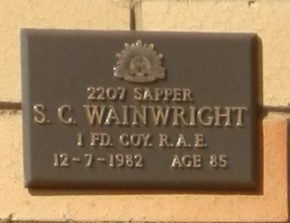 2207 SAPPER
S. C. WAINWRIGHT
1 FD. COY. R.A.E.
12-7-1982 AGE 85